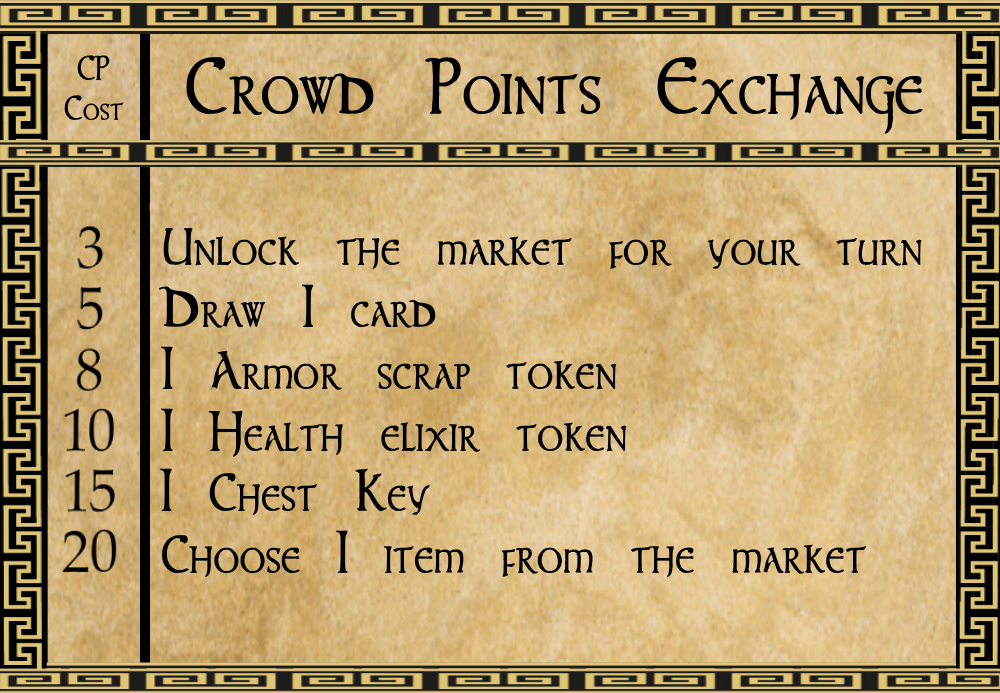 CP
Cost
Crowd Points Exchange
3 Unlock the market for your turn
5 Draw 1 card
8 1 Armor scrap token
10 1 Health elixir token
15 1 Chest Key
20 Choose 1 item from the market